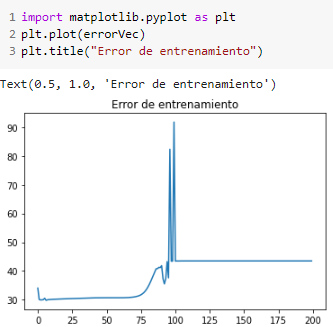 1 import matplotlib.pyplot as plt
2 plt.plot(errorVec)
3 plt.title("Error de entrenamiento")
Text(0.5, 1.0, 'Error de entrenamiento')
Error de entrenamiento
90
80
70
60
50
40
30
0 25 50 75 100 125 150 175 200